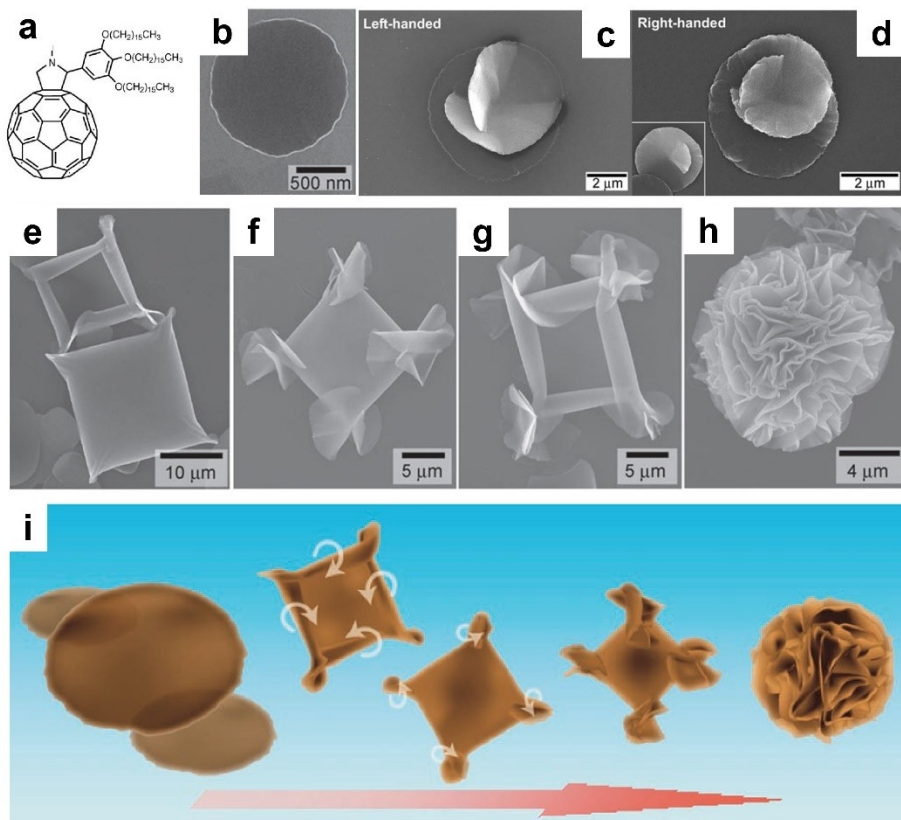 a
O(CH₂)₁₅CH₃
N
O(CH₂)₁₅CH₃
O(CH₂)₁₅CH₃
b
500 nm
Left-handed
c
2 μm
Right-handed
d
2 μm
e
10 μm
f
5 μm
g
5 μm
h
4 μm
i